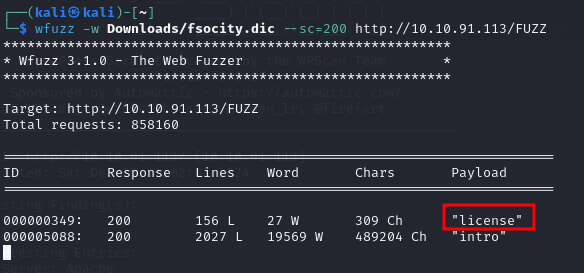 (kali㉿kali)-[~]
$ wfuzz -w Downloads/fsocity.dic --sc=200 http://10.10.91.113/FUZZ
********************************************************
* Wfuzz 3.1.0 - The Web Fuzzer                         *
********************************************************
Target: http://10.10.91.113/FUZZ
Total requests: 858160
=====================================================================
ID           Response   Lines    Word       Chars       Payload
=====================================================================
000000349:   200        156 L    27 W       309 Ch      "license"
000005088:   200        2027 L   19569 W    489204 Ch   "intro"